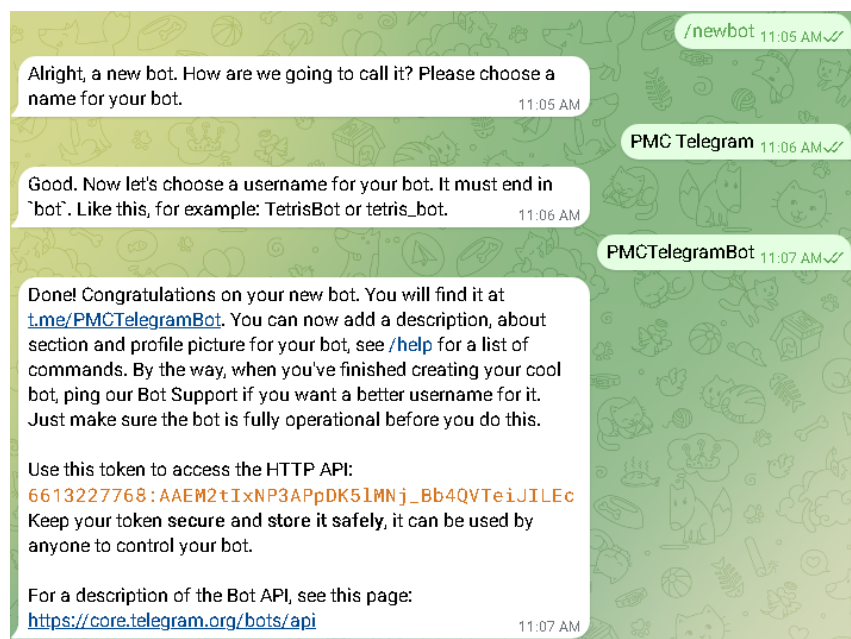 /newbot 11:05 AM
Alright, a new bot. How are we going to call it? Please choose a
name for your bot.
11:05 AM
PMC Telegram 11:06 AM
Good. Now let's choose a username for your bot. It must end in
`bot`. Like this, for example: TetrisBot or tetris_bot.
11:06 AM
PMCTelegramBot 11:07 AM
Done! Congratulations on your new bot. You will find it at
t.me/PMCTelegramBot. You can now add a description, about
section and profile picture for your bot, see /help for a list of
commands. By the way, when you've finished creating your cool
bot, ping our Bot Support if you want a better username for it.
Just make sure the bot is fully operational before you do this.
Use this token to access the HTTP API:
6613227768:AAEM2tIxNP3APpDK5lMNj_Bb4QVTeiJILEc
Keep your token secure and store it safely, it can be used by
anyone to control your bot.
For a description of the Bot API, see this page:
https://core.telegram.org/bots/api
11:07 AM